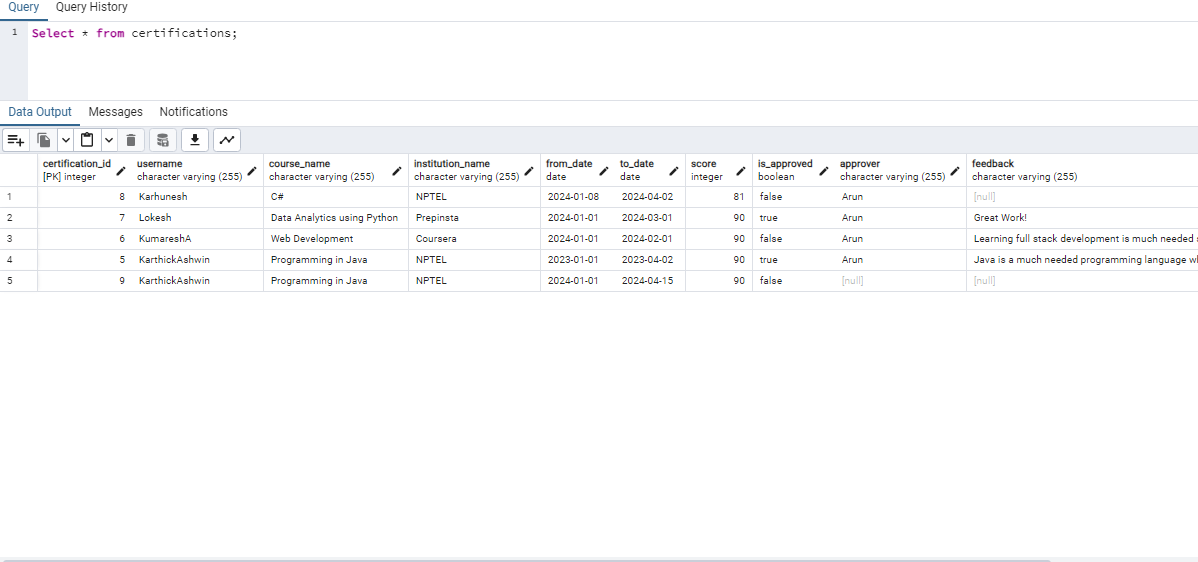 Query Query History
1 Select * from certifications;
Data Output Messages Notifications
certification_id username course_name institution_name from_date to_date score is_approved approver feedback
[PK] integer character varying (255) character varying (255) character varying (255) date date integer boolean character varying (255) character varying (255)
1 8 Karhunesh C# NPTEL 2024-01-08 2024-04-02 81 false Arun [null]
2 7 Lokesh Data Analytics using Python Prepinsta 2024-01-01 2024-03-01 90 true Arun Great Work!
3 6 KumareshA Web Development Coursera 2024-01-01 2024-02-01 90 false Arun Learning full stack development is much needed
4 5 KarthickAshwin Programming in Java NPTEL 2023-01-01 2023-04-02 90 true Arun Java is a much needed programming language
5 9 KarthickAshwin Programming in Java NPTEL 2024-01-01 2024-04-15 90 false [null] [null]